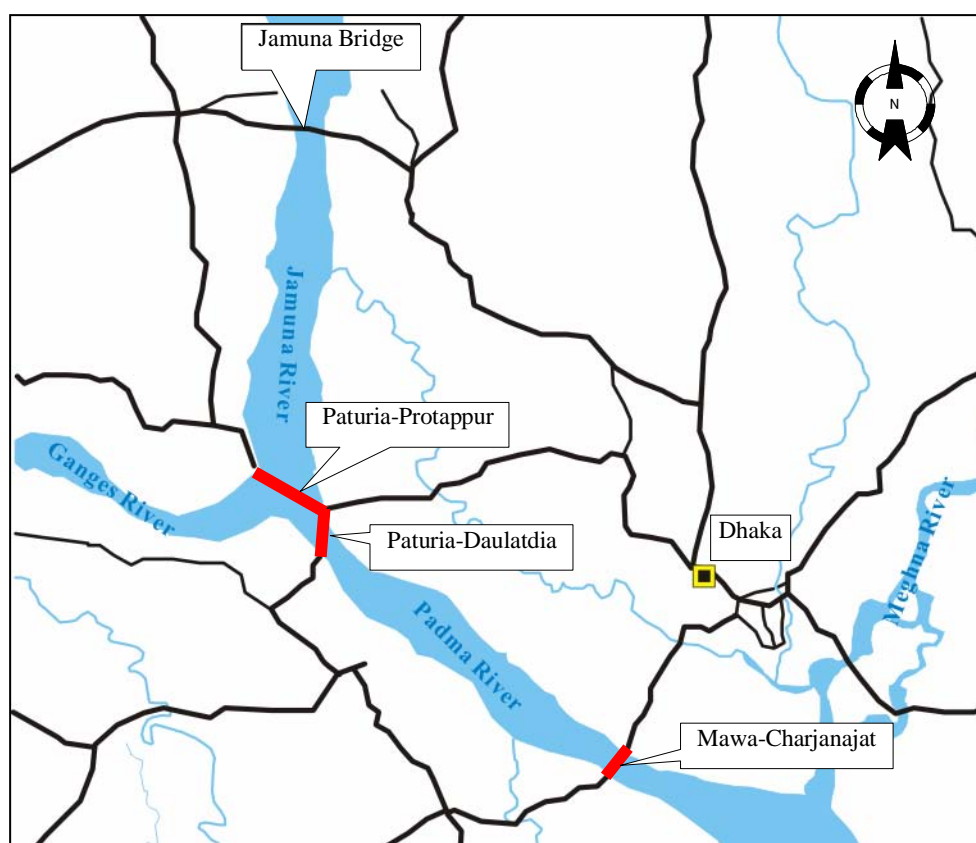 Jamuna Bridge
N
Jamuna River
Paturia-Protappur
Ganges River
Paturia-Daulatdia
Dhaka
Meghna River
Padma River
Mawa-Charjanajat